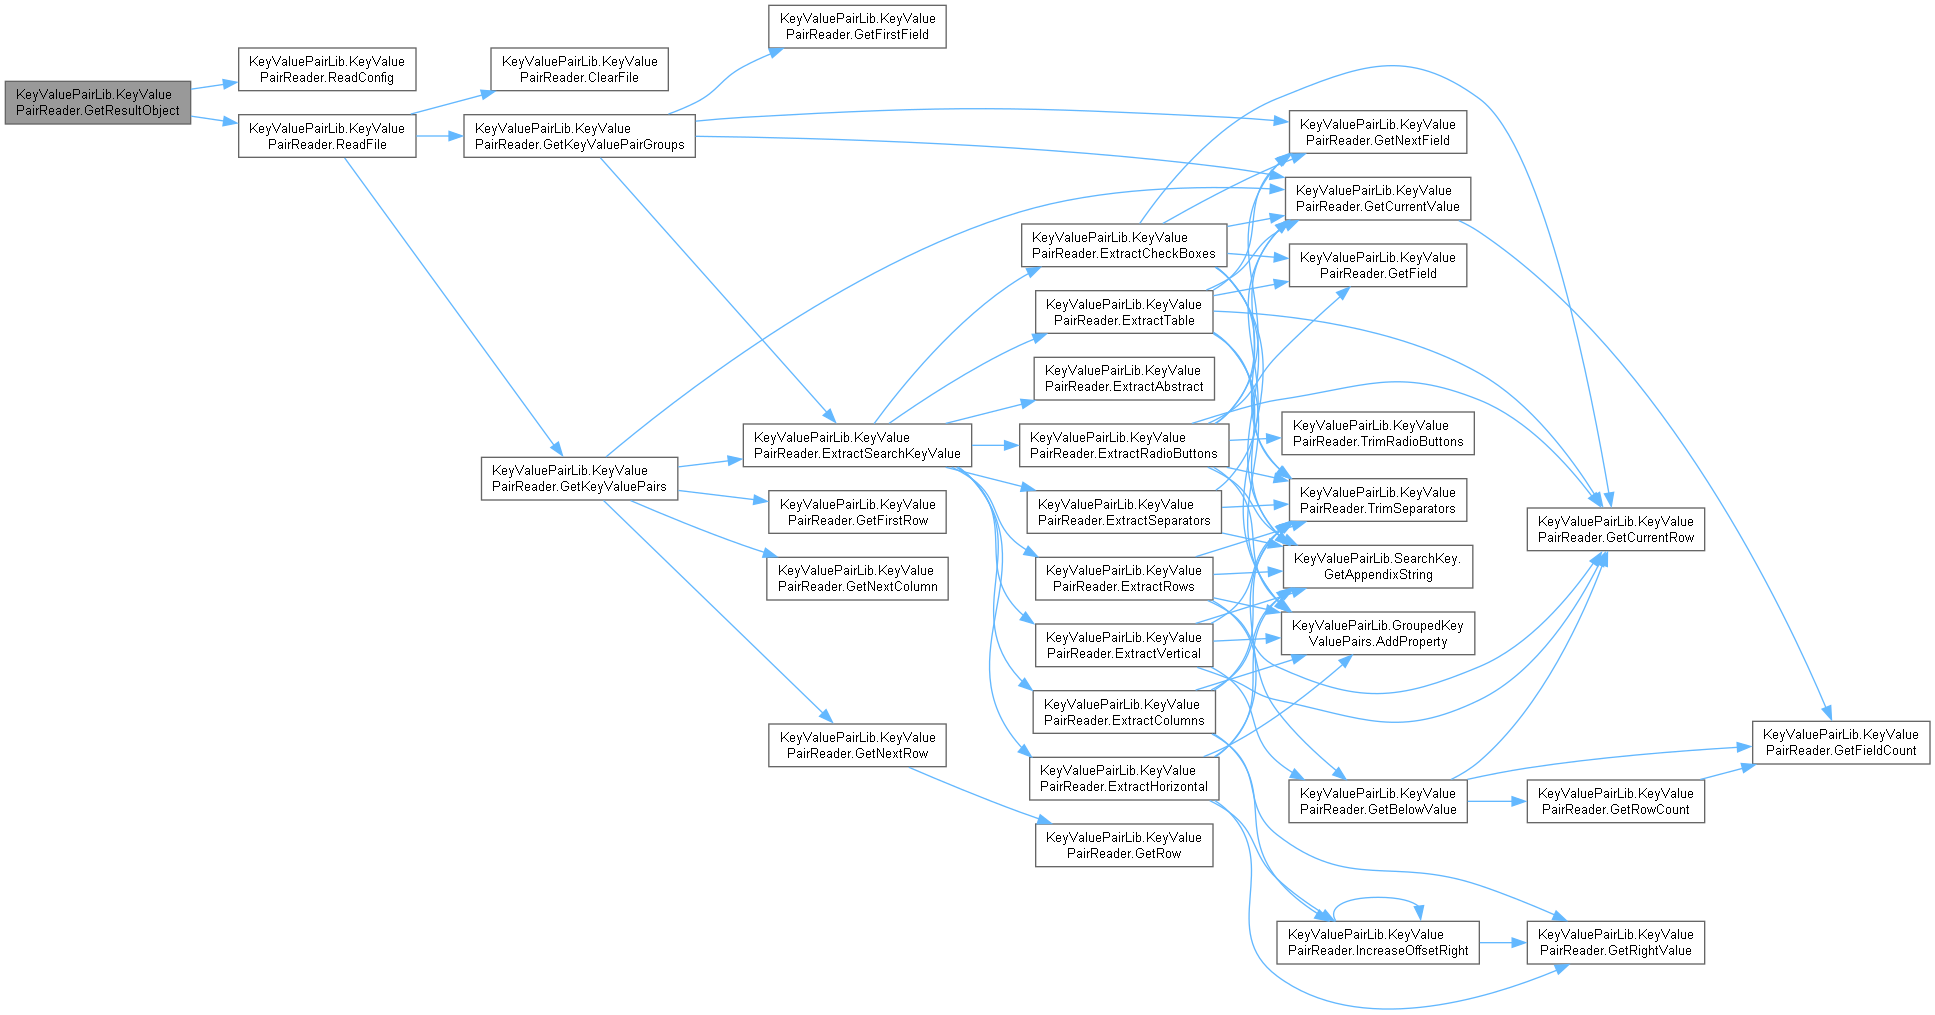 KeyValuePairLib.KeyValue
PairReader.GetResultObject
KeyValuePairLib.KeyValue
PairReader.ReadConfig
KeyValuePairLib.KeyValue
PairReader.ReadFile
KeyValuePairLib.KeyValue
PairReader.ClearFile
KeyValuePairLib.KeyValue
PairReader.GetKeyValuePairGroups
KeyValuePairLib.KeyValue
PairReader.GetKeyValuePairs
KeyValuePairLib.KeyValue
PairReader.GetFirstField
KeyValuePairLib.KeyValue
PairReader.ExtractSearchKeyValue
KeyValuePairLib.KeyValue
PairReader.GetFirstRow
KeyValuePairLib.KeyValue
PairReader.GetNextColumn
KeyValuePairLib.KeyValue
PairReader.GetNextRow
KeyValuePairLib.KeyValue
PairReader.ExtractCheckBoxes
KeyValuePairLib.KeyValue
PairReader.ExtractTable
KeyValuePairLib.KeyValue
PairReader.ExtractAbstract
KeyValuePairLib.KeyValue
PairReader.ExtractRadioButtons
KeyValuePairLib.KeyValue
PairReader.ExtractSeparators
KeyValuePairLib.KeyValue
PairReader.ExtractRows
KeyValuePairLib.KeyValue
PairReader.ExtractVertical
KeyValuePairLib.KeyValue
PairReader.ExtractColumns
KeyValuePairLib.KeyValue
PairReader.ExtractHorizontal
KeyValuePairLib.KeyValue
PairReader.GetRow
KeyValuePairLib.KeyValue
PairReader.GetNextField
KeyValuePairLib.KeyValue
PairReader.GetCurrentValue
KeyValuePairLib.KeyValue
PairReader.GetField
KeyValuePairLib.KeyValue
PairReader.TrimRadioButtons
KeyValuePairLib.KeyValue
PairReader.TrimSeparators
KeyValuePairLib.SearchKey.
GetAppendixString
KeyValuePairLib.GroupedKey
ValuePairs.AddProperty
KeyValuePairLib.KeyValue
PairReader.GetBelowValue
KeyValuePairLib.KeyValue
PairReader.IncreaseOffsetRight
KeyValuePairLib.KeyValue
PairReader.GetCurrentRow
KeyValuePairLib.KeyValue
PairReader.GetRowCount
KeyValuePairLib.KeyValue
PairReader.GetRightValue
KeyValuePairLib.KeyValue
PairReader.GetFieldCount